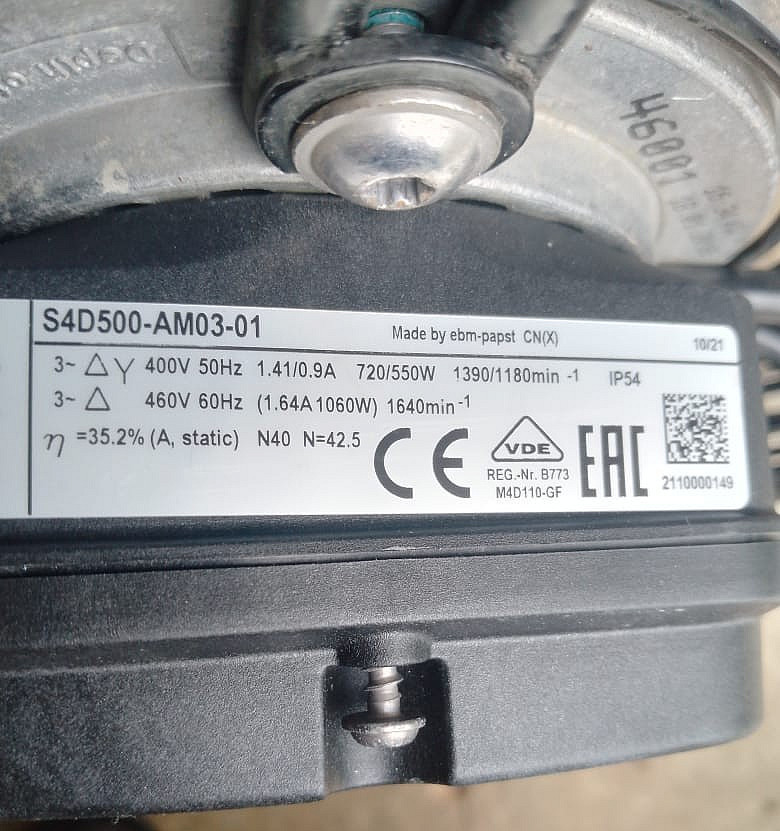 46001
S4D500-AM03-01
Made by ebm-papst CN(X)
10/21
3~ △ Y 400V 50Hz 1.41/0.9A 720/550W 1390/1180min -1 IP54
3~ △ 460V 60Hz (1.64A 1060W) 1640min-1
η =35.2% (A, static) N40 N=42.5
CE
VDE
REG.-Nr. B773
M4D110-GF
EAC
2110000149